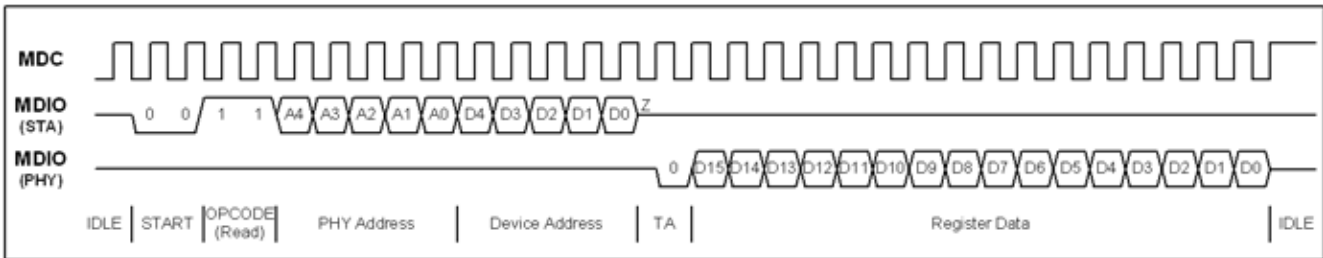 MDC
MDIO
(STA)
0 0 1 1 A4 A3 A2 A1 A0 D4 D3 D2 D1 D0 Z
MDIO
(PHY)
0 D15 D14 D13 D12 D11 D10 D9 D8 D7 D6 D5 D4 D3 D2 D1 D0
IDLE START OPCODE PHY Address Device Address TA Register Data IDLE
(Read)